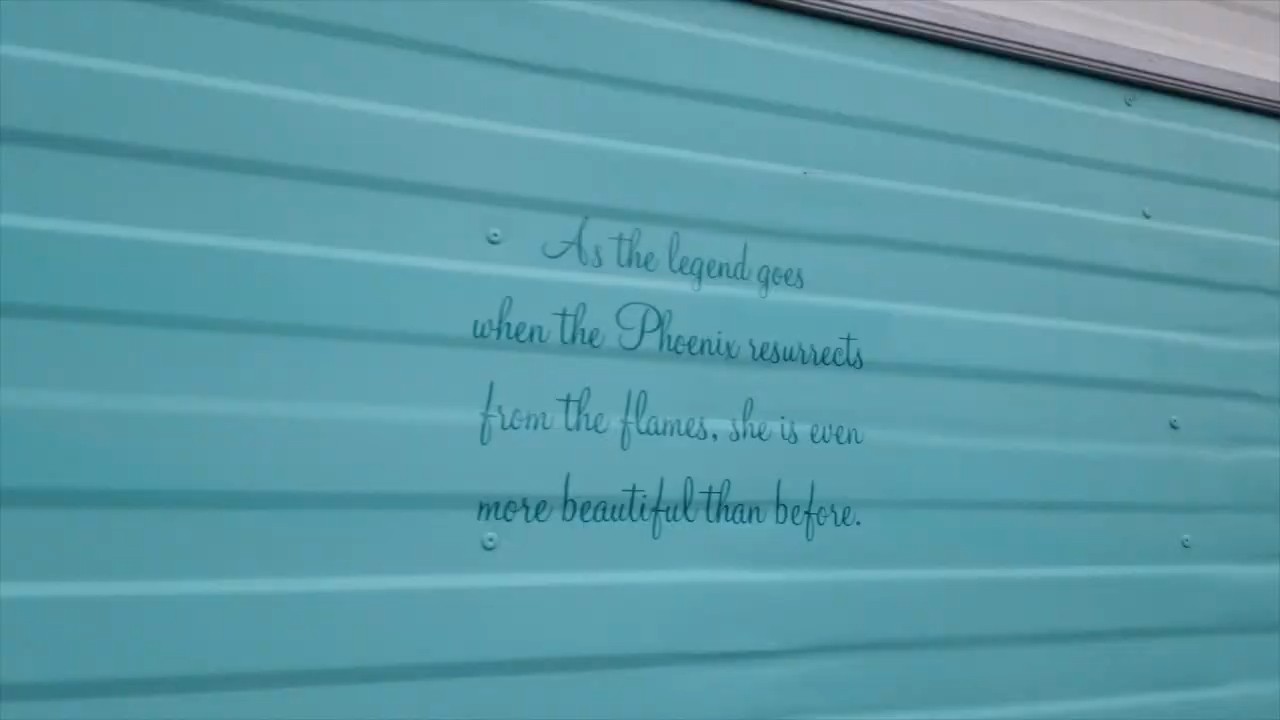 As the legend goes
when the Phoenix resurrects
from the flames, she is even
more beautiful than before.